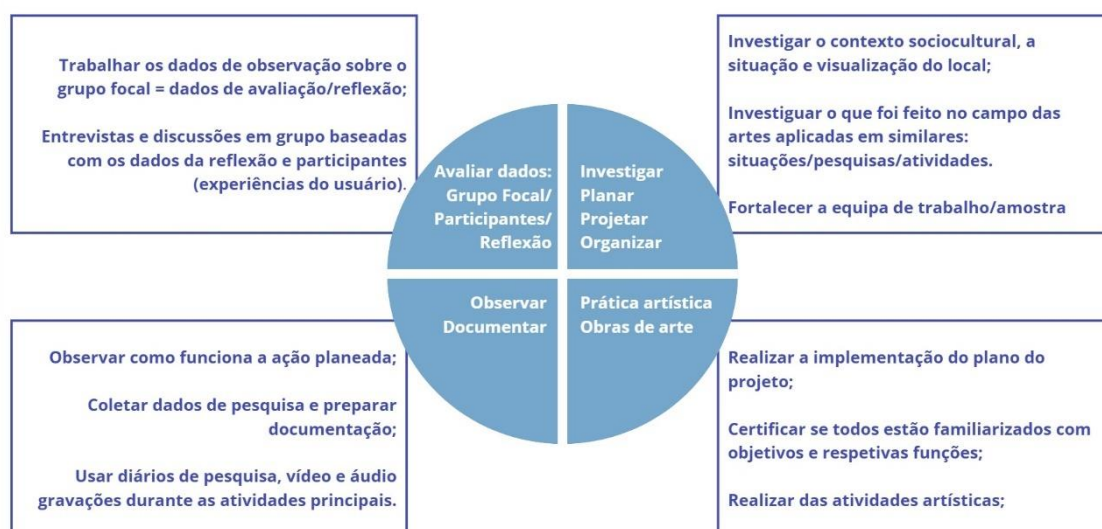 Trabalhar os dados de observação sobre o
grupo focal = dados de avaliação/reflexão;
Entrevistas e discussões em grupo baseadas
com os dados da reflexão e participantes
(experiências do usuário).
Investigar o contexto sociocultural, a
situação e visualização do local;
Investiguar o que foi feito no campo das
artes aplicadas em similares:
situações/pesquisas/atividades.
Fortalecer a equipa de trabalho/amostra
Avaliar dados:
Grupo Focal/
Participantes/
Reflexão
Investigar
Planar
Projetar
Organizar
Observar
Documentar
Prática artística
Obras de arte
Observar como funciona a ação planeada;
Coletar dados de pesquisa e preparar
documentação;
Usar diários de pesquisa, vídeo e áudio
gravações durante as atividades principais.
Realizar a implementação do plano do
projeto;
Certificar se todos estão familiarizados com
objetivos e respetivas funções;
Realizar das atividades artísticas;